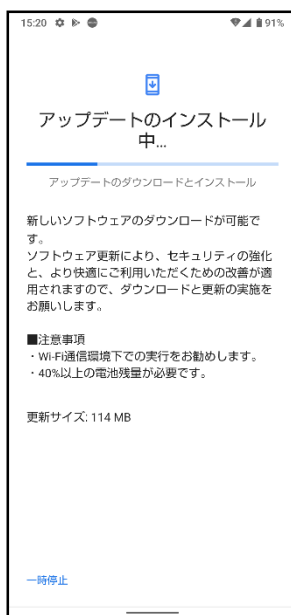 15:20 91%
アップデートのインストール
中...
アップデートのダウンロードとインストール
新しいソフトウェアのダウンロードが可能で
す。
ソフトウェア更新により、セキュリティの強化
と、より快適にご利用いただくための改善が適
用されますので、ダウンロードと更新の実施を
お願いします。
■注意事項
・Wi-Fi通信環境下での実行をお勧めします。
・40%以上の電池残量が必要です。
更新サイズ: 114 MB
一時停止